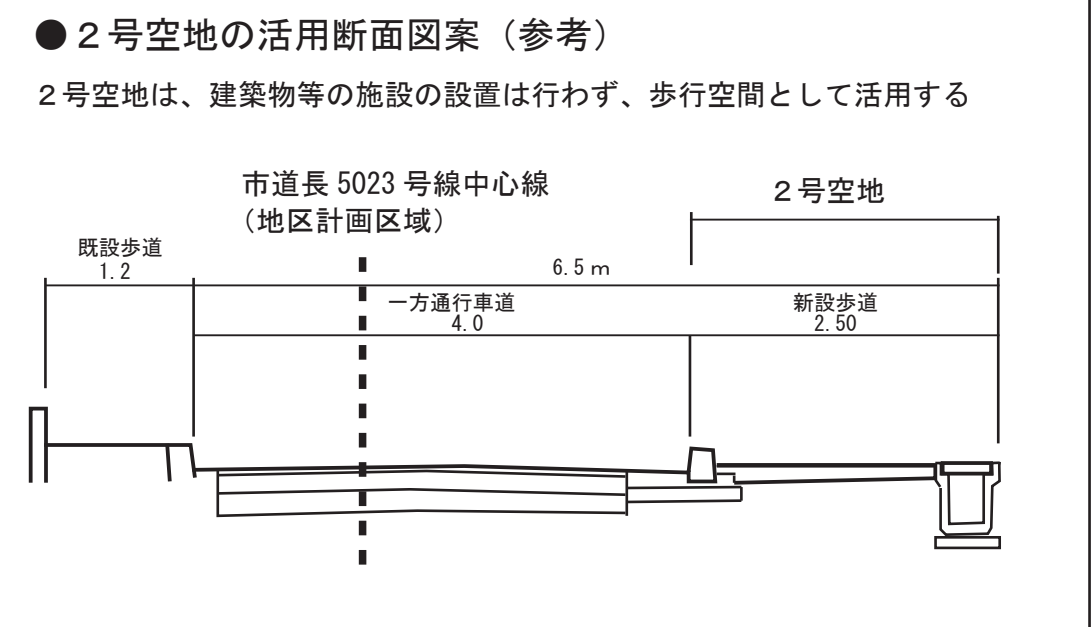 ●２号空地の活用断面図案（参考）
２号空地は、建築物等の施設の設置は行わず、歩行空間として活用する
市道長 5023 号線中心線
（地区計画区域）
２号空地
既設歩道
1.2
6.5 ｍ
一方通行車道
4.0
新設歩道
2.50